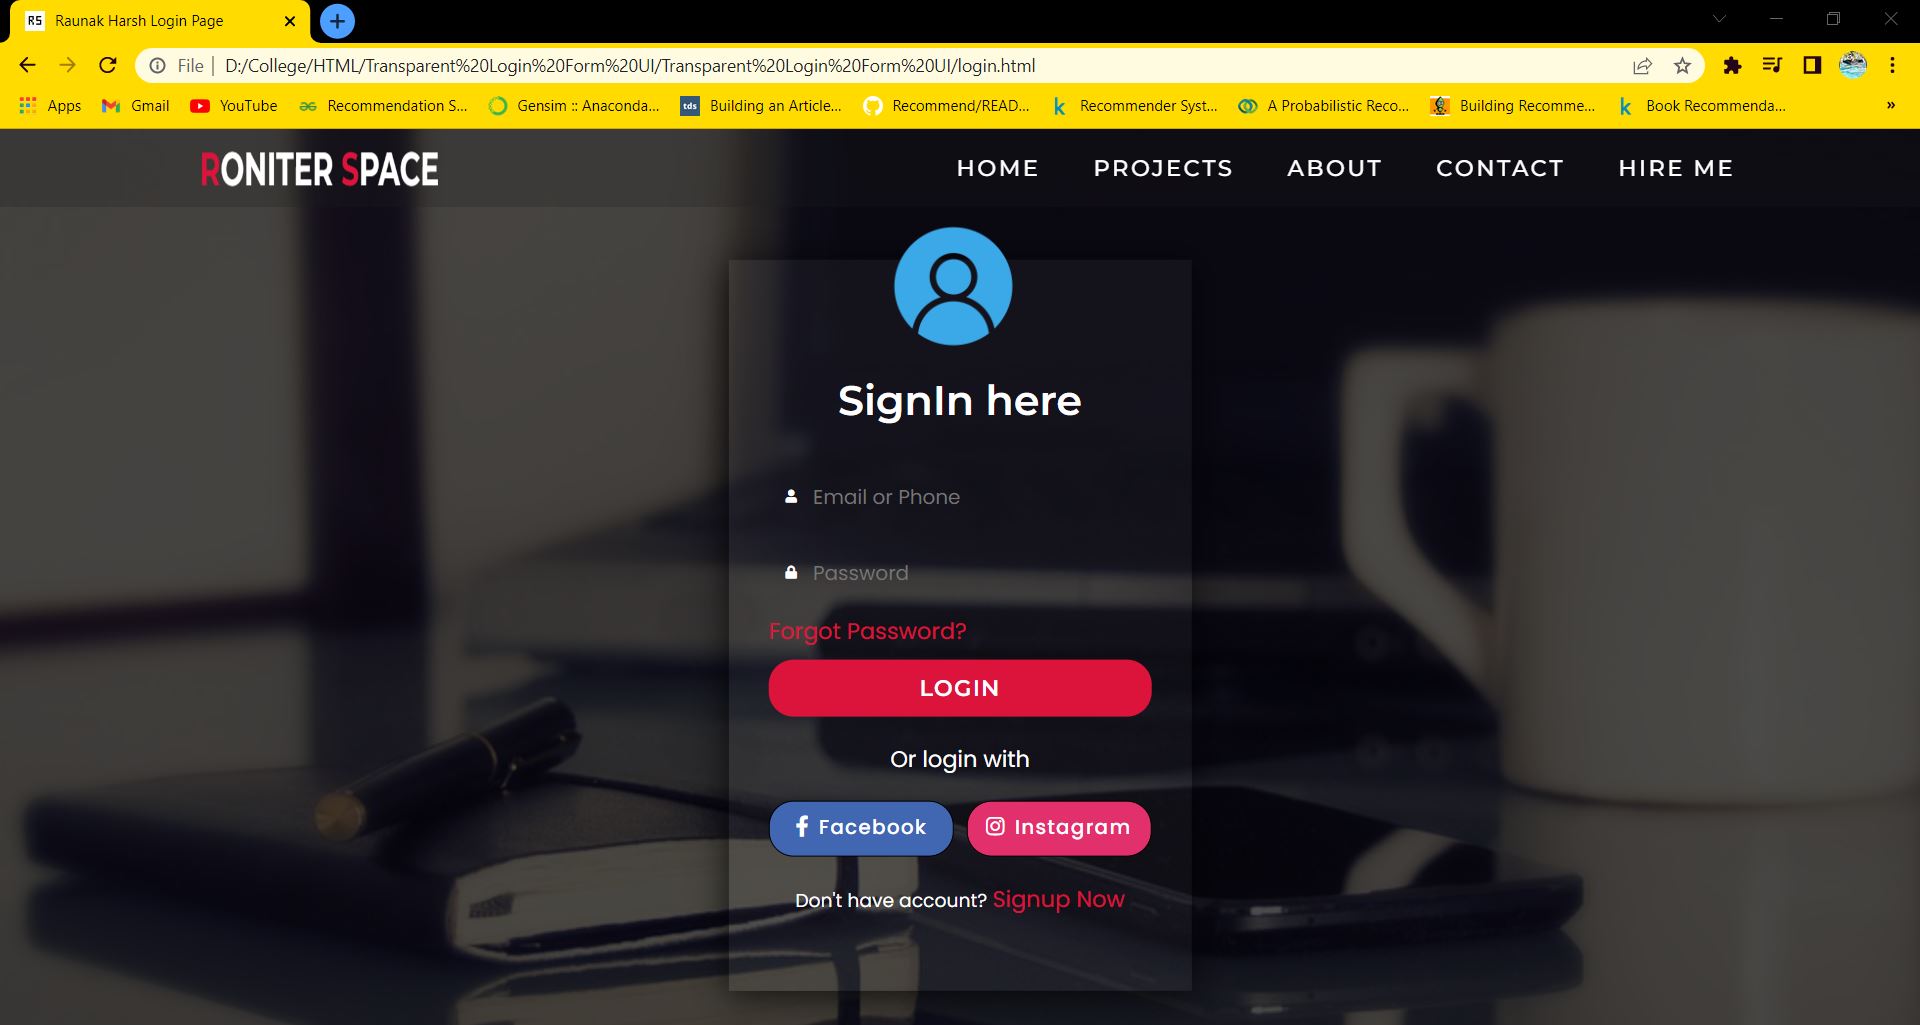 RS Raunak Harsh Login Page
File | D:/College/HTML/Transparent%20Login%20Form%20UI/Transparent%20Login%20Form%20UI/login.html
Apps Gmail YouTube Recommendation S... Gensim :: Anaconda... tds Building an Article... Recommend/READ... k Recommender Syst... A Probabilistic Reco... Building Recomme... k Book Recommenda... »
RONITER SPACE HOME PROJECTS ABOUT CONTACT HIRE ME
SignIn here
Email or Phone
Password
Forgot Password?
LOGIN
Or login with
Facebook Instagram
Don't have account? Signup Now